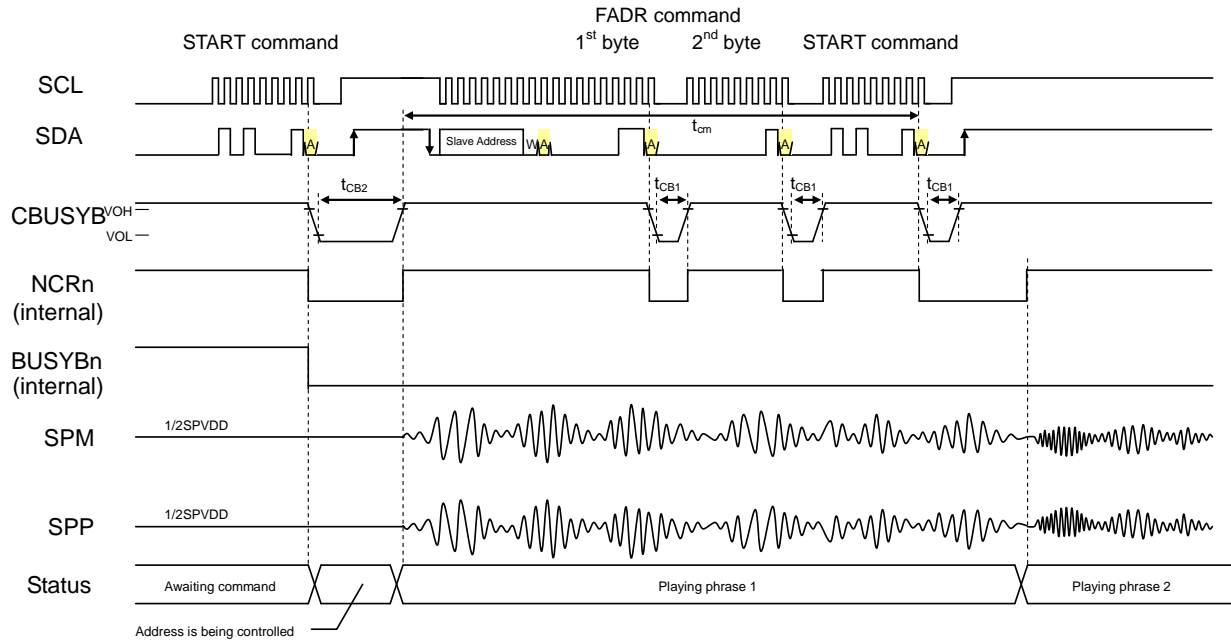 FADR command
START command 1st byte 2nd byte START command
SCL
tcm
SDA A Slave Address W A A A A
tCB2 tCB1 tCB1 tCB1
CBUSYB VOH
VOL
NCRn
(internal)
BUSYBn
(internal)
SPM 1/2SPVDD
SPP 1/2SPVDD
Status Awaiting command Playing phrase 1 Playing phrase 2
Address is being controlled